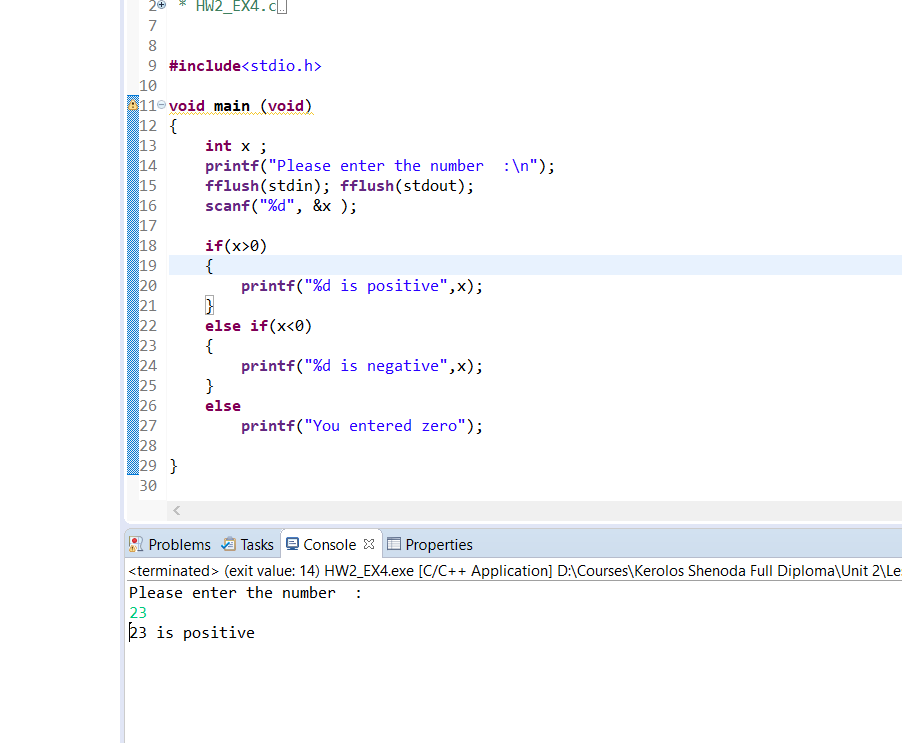 2 * HW2_EX4.c
7
8
9 #include<stdio.h>
10
11 void main (void)
12 {
13     int x ;
14     printf("Please enter the number  :\n");
15     fflush(stdin); fflush(stdout);
16     scanf("%d", &x );
17
18     if(x>0)
19     {
20         printf("%d is positive",x);
21     }
22     else if(x<0)
23     {
24         printf("%d is negative",x);
25     }
26     else
27         printf("You entered zero");
28
29 }
30
Problems Tasks Console Properties
<terminated> (exit value: 14) HW2_EX4.exe [C/C++ Application] D:\Courses\Kerolos Shenoda Full Diploma\Unit 2\Le
Please enter the number  :
23
23 is positive